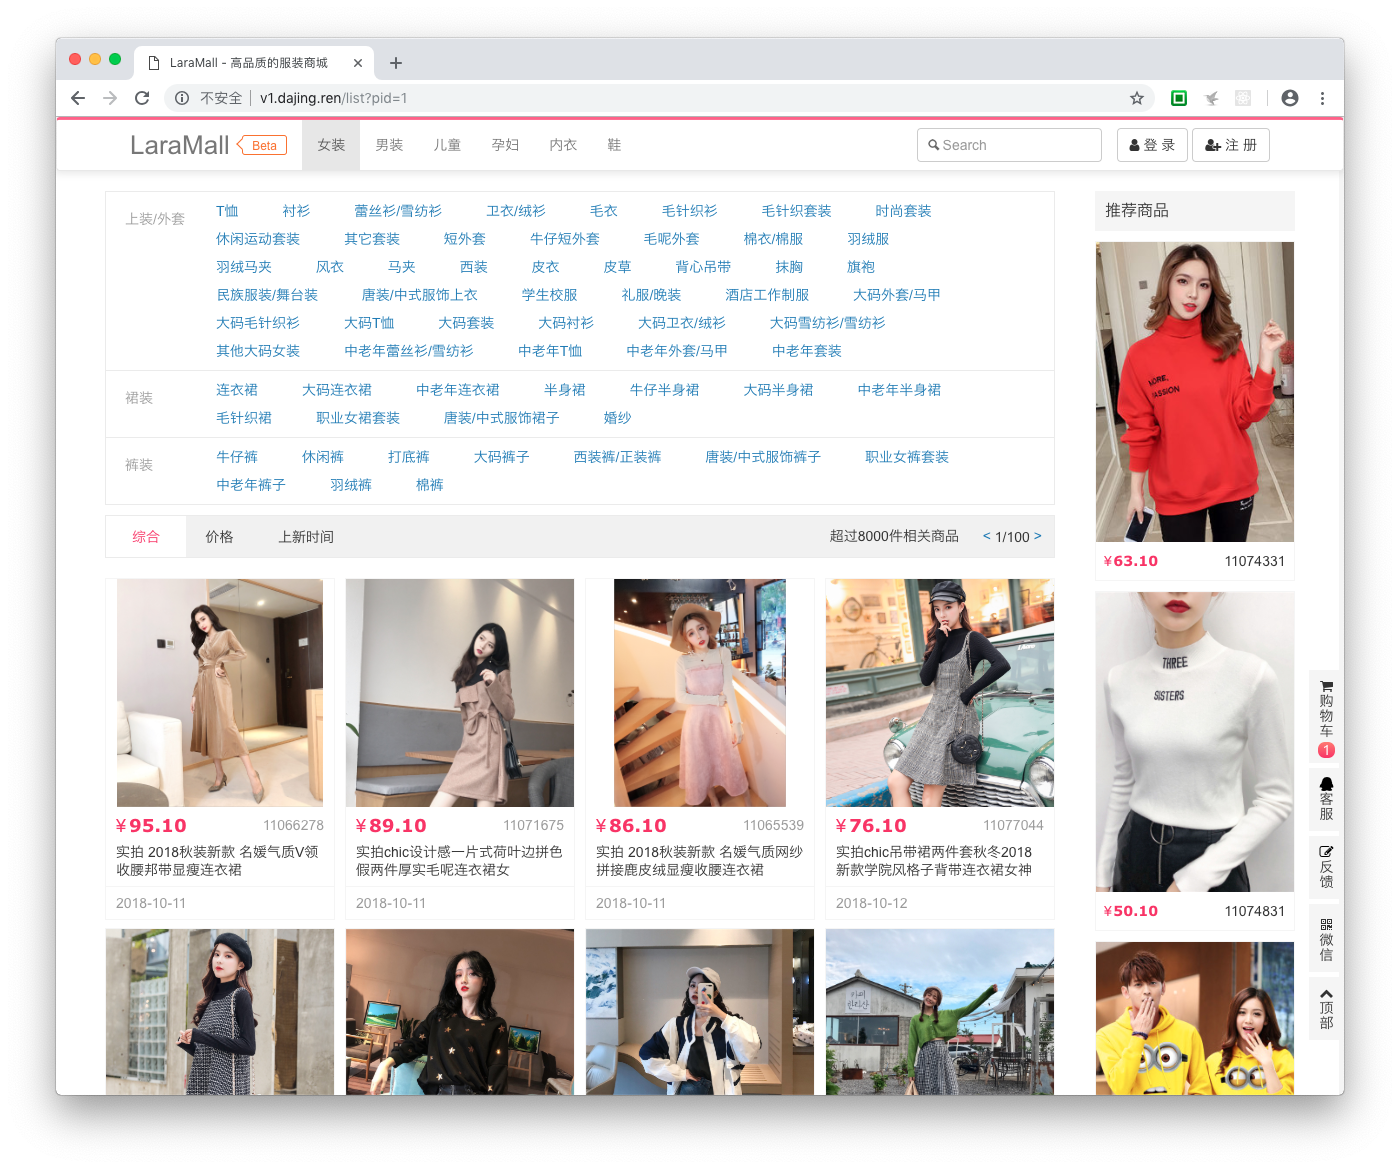 LaraMall - 高品质的服装商城
不安全 v1.dajing.ren/list?pid=1
LaraMall Beta 女装 男装 儿童 孕妇 内衣 鞋 Search 登 录 注 册
上装/外套 T恤 衬衫 蕾丝衫/雪纺衫 卫衣/绒衫 毛衣 毛针织衫 毛针织套装 时尚套装
休闲运动套装 其它套装 短外套 牛仔短外套 毛呢外套 棉衣/棉服 羽绒服
羽绒马夹 风衣 马夹 西装 皮衣 皮草 背心吊带 抹胸 旗袍
民族服装/舞台装 唐装/中式服饰上衣 学生校服 礼服/晚装 酒店工作制服 大码外套/马甲
大码毛针织衫 大码T恤 大码套装 大码衬衫 大码卫衣/绒衫 大码雪纺衫/雪纺衫
其他大码女装 中老年蕾丝衫/雪纺衫 中老年T恤 中老年外套/马甲 中老年套装
裙装 连衣裙 大码连衣裙 中老年连衣裙 半身裙 牛仔半身裙 大码半身裙 中老年半身裙
毛针织裙 职业女裙套装 唐装/中式服饰裙子 婚纱
裤装 牛仔裤 休闲裤 打底裤 大码裤子 西装裤/正装裤 唐装/中式服饰裤子 职业女裤套装
中老年裤子 羽绒裤 棉裤
综合 价格 上新时间 超过8000件相关商品 < 1/100 >
¥95.10 11066278
实拍 2018秋装新款 名媛气质V领
收腰邦带显瘦连衣裙
2018-10-11
¥89.10 11071675
实拍chic设计感一片式荷叶边拼色
假两件厚实毛呢连衣裙女
2018-10-11
¥86.10 11065539
实拍 2018秋装新款 名媛气质网纱
拼接鹿皮绒显瘦收腰连衣裙
2018-10-11
¥76.10 11077044
实拍chic吊带裙两件套秋冬2018
新款学院风格子背带连衣裙女神
2018-10-12
推荐商品
MORE,
PASSION
¥63.10 11074331
THREE
SISTERS
¥50.10 11074831
购物车
1
客服
反馈
微信
顶部